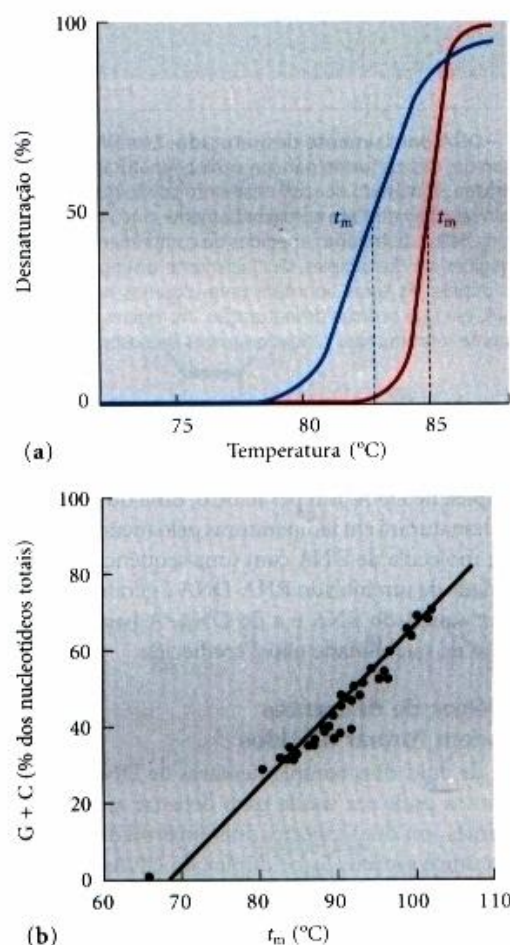 100
50
0
Desnaturação (%)
t_m
t_m
75
80
85
Temperatura (°C)
(a)
100
80
60
40
20
0
G + C (% dos nucleotídeos totais)
60
70
80
90
100
110
t_m (°C)
(b)